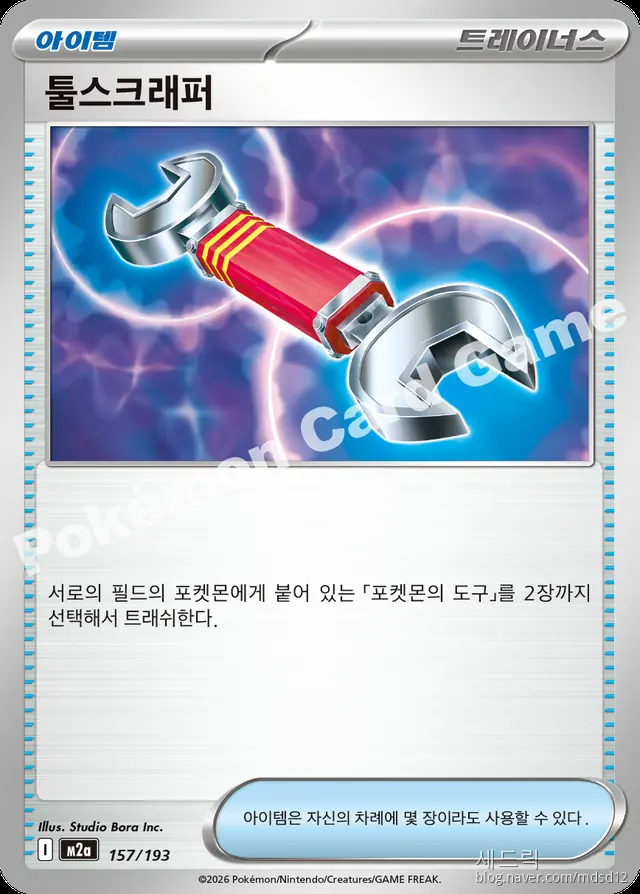 아이템
트레이너스
툴스크래퍼
Pokémon Card Game
서로의 필드의 포켓몬에게 붙어 있는 「포켓몬의 도구」를 2장까지
선택해서 트래쉬한다.
아이템은 자신의 차례에 몇 장이라도 사용할 수 있다.
Illus. Studio Bora Inc.
I m2a 157/193
세드릭
blog.naver.com/mdsd12
©2026 Pokémon/Nintendo/Creatures/GAME FREAK.